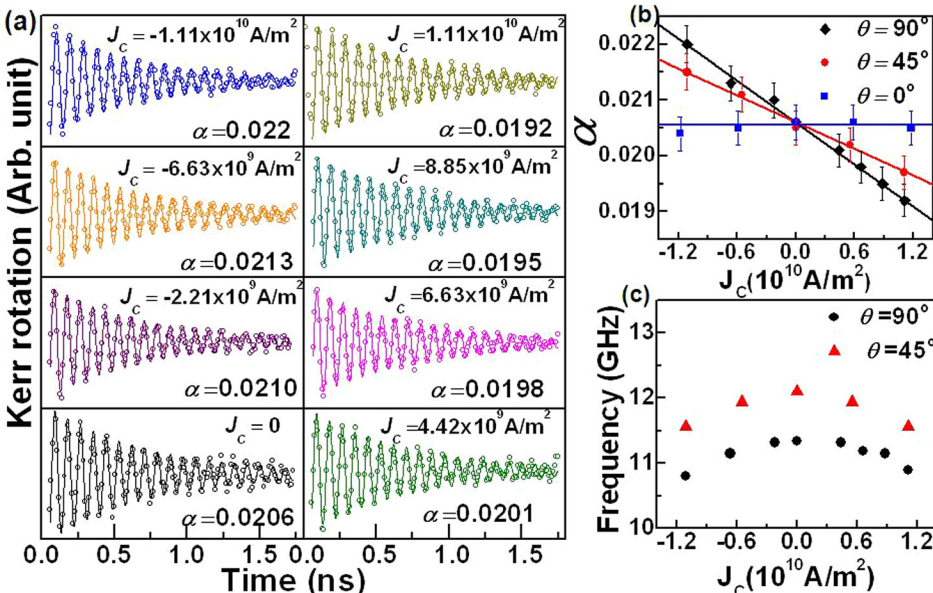 (a)
Kerr rotation (Arb. unit)
J_C = -1.11x10^10 A/m^2
α=0.022
J_C = 1.11x10^10 A/m^2
α=0.0192
J_C = -6.63x10^9 A/m^2
α=0.0213
J_C = 8.85x10^9 A/m^2
α=0.0195
J_C = -2.21x10^9 A/m^2
α=0.0210
J_C = 6.63x10^9 A/m^2
α=0.0198
J_C = 0
α=0.0206
J_C = 4.42x10^9 A/m^2
α=0.0201
0.0 0.5 1.0 1.5 0.0 0.5 1.0 1.5
Time (ns)
(b)
α
0.022
0.021
0.020
0.019
θ = 90°
θ = 45°
θ = 0°
-1.2 -0.6 0.0 0.6 1.2
J_C(10^10 A/m^2)
(c)
Frequency (GHz)
13
12
11
10
θ=90°
θ=45°
-1.2 -0.6 0.0 0.6 1.2
J_C(10^10 A/m^2)